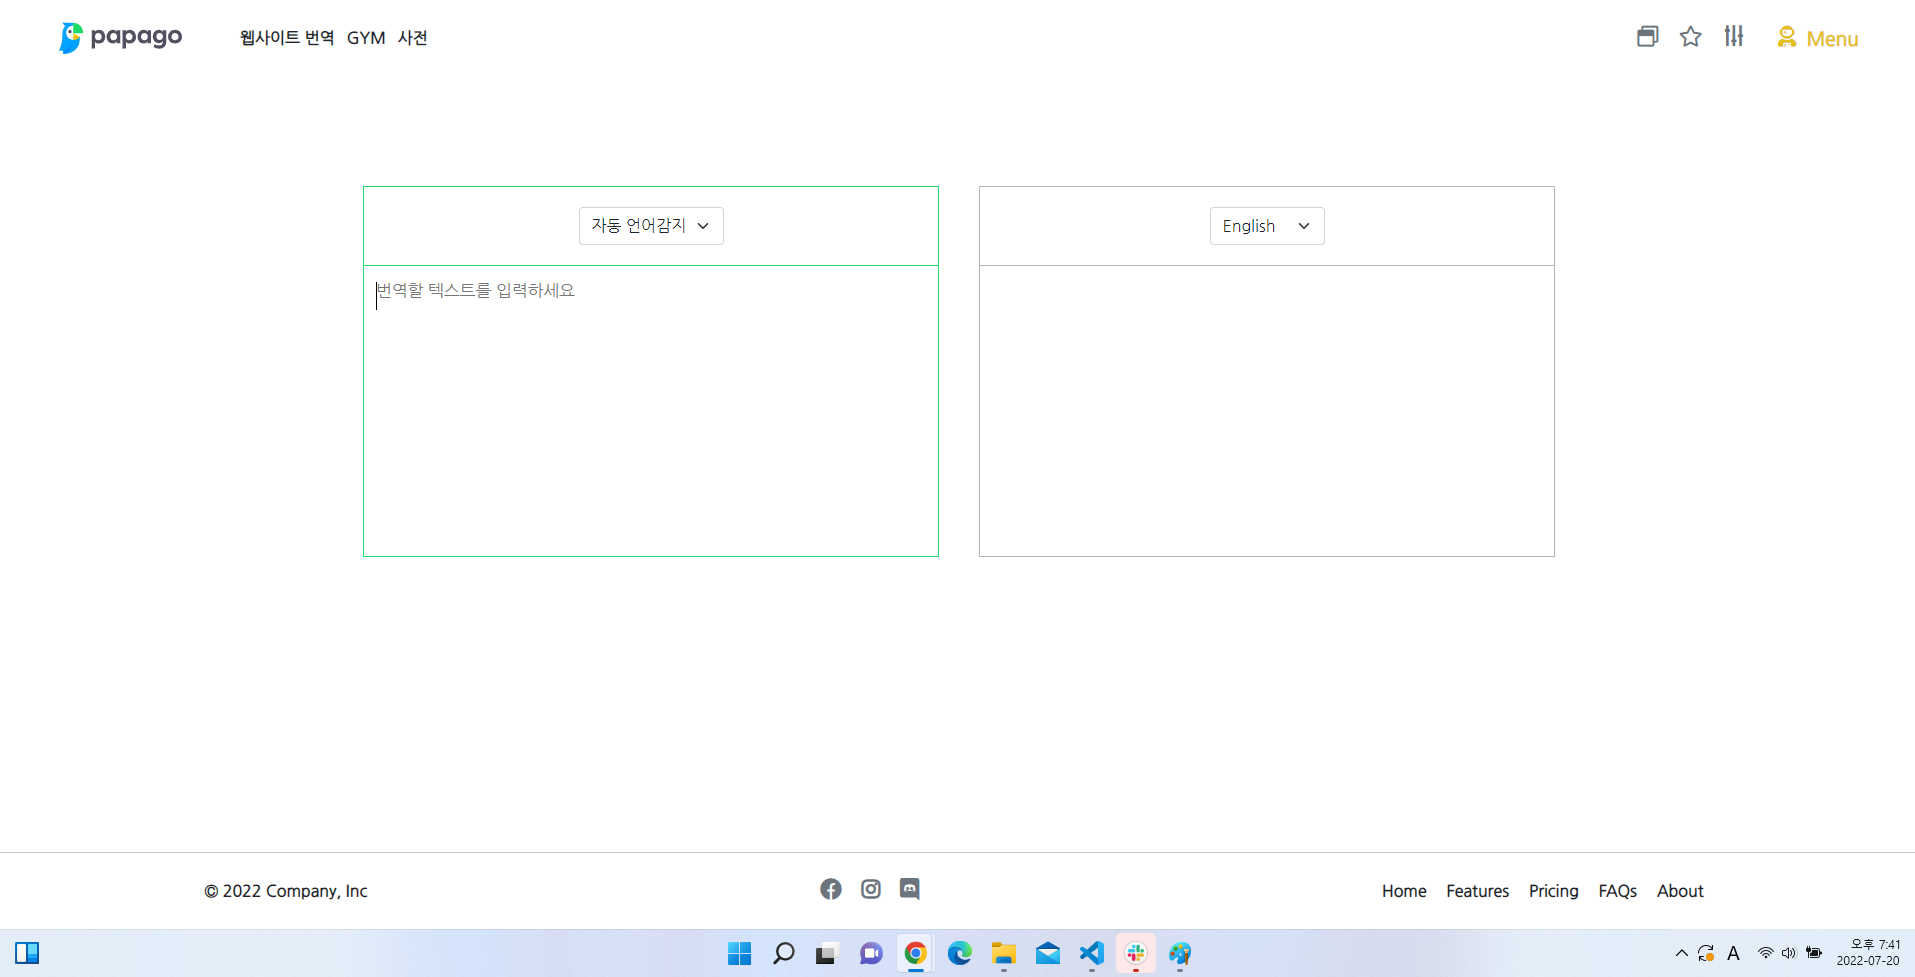 papago 웹사이트 번역 GYM 사전 Menu
자동 언어감지 English
번역할 텍스트를 입력하세요
© 2022 Company, Inc Home Features Pricing FAQs About
A 오후 7:41
2022-07-20